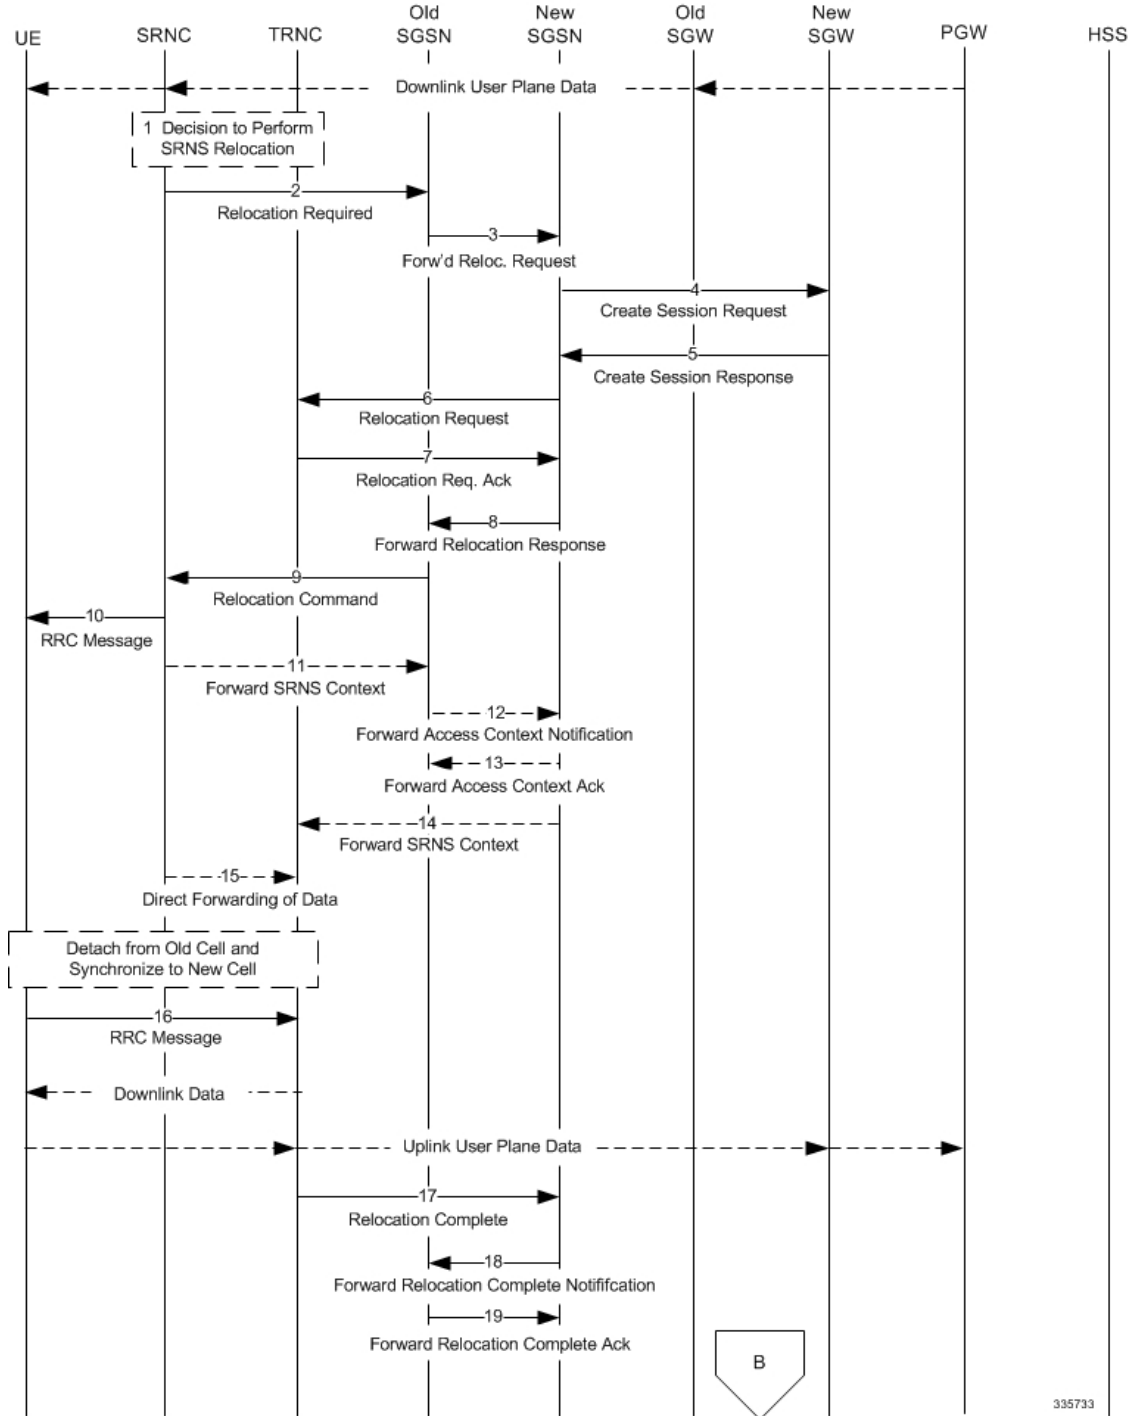 UE
SRNC
TRNC
Old
SGSN
New
SGSN
Old
SGW
New
SGW
PGW
HSS
Downlink User Plane Data
1 Decision to Perform
SRNS Relocation
2
Relocation Required
3
Forw'd Reloc. Request
4
Create Session Request
5
Create Session Response
6
Relocation Request
7
Relocation Req. Ack
8
Forward Relocation Response
9
Relocation Command
10
RRC Message
11
Forward SRNS Context
12
Forward Access Context Notification
13
Forward Access Context Ack
14
Forward SRNS Context
15
Direct Forwarding of Data
Detach from Old Cell and
Synchronize to New Cell
16
RRC Message
Downlink Data
Uplink User Plane Data
17
Relocation Complete
18
Forward Relocation Complete Notififcation
19
Forward Relocation Complete Ack
B
335733